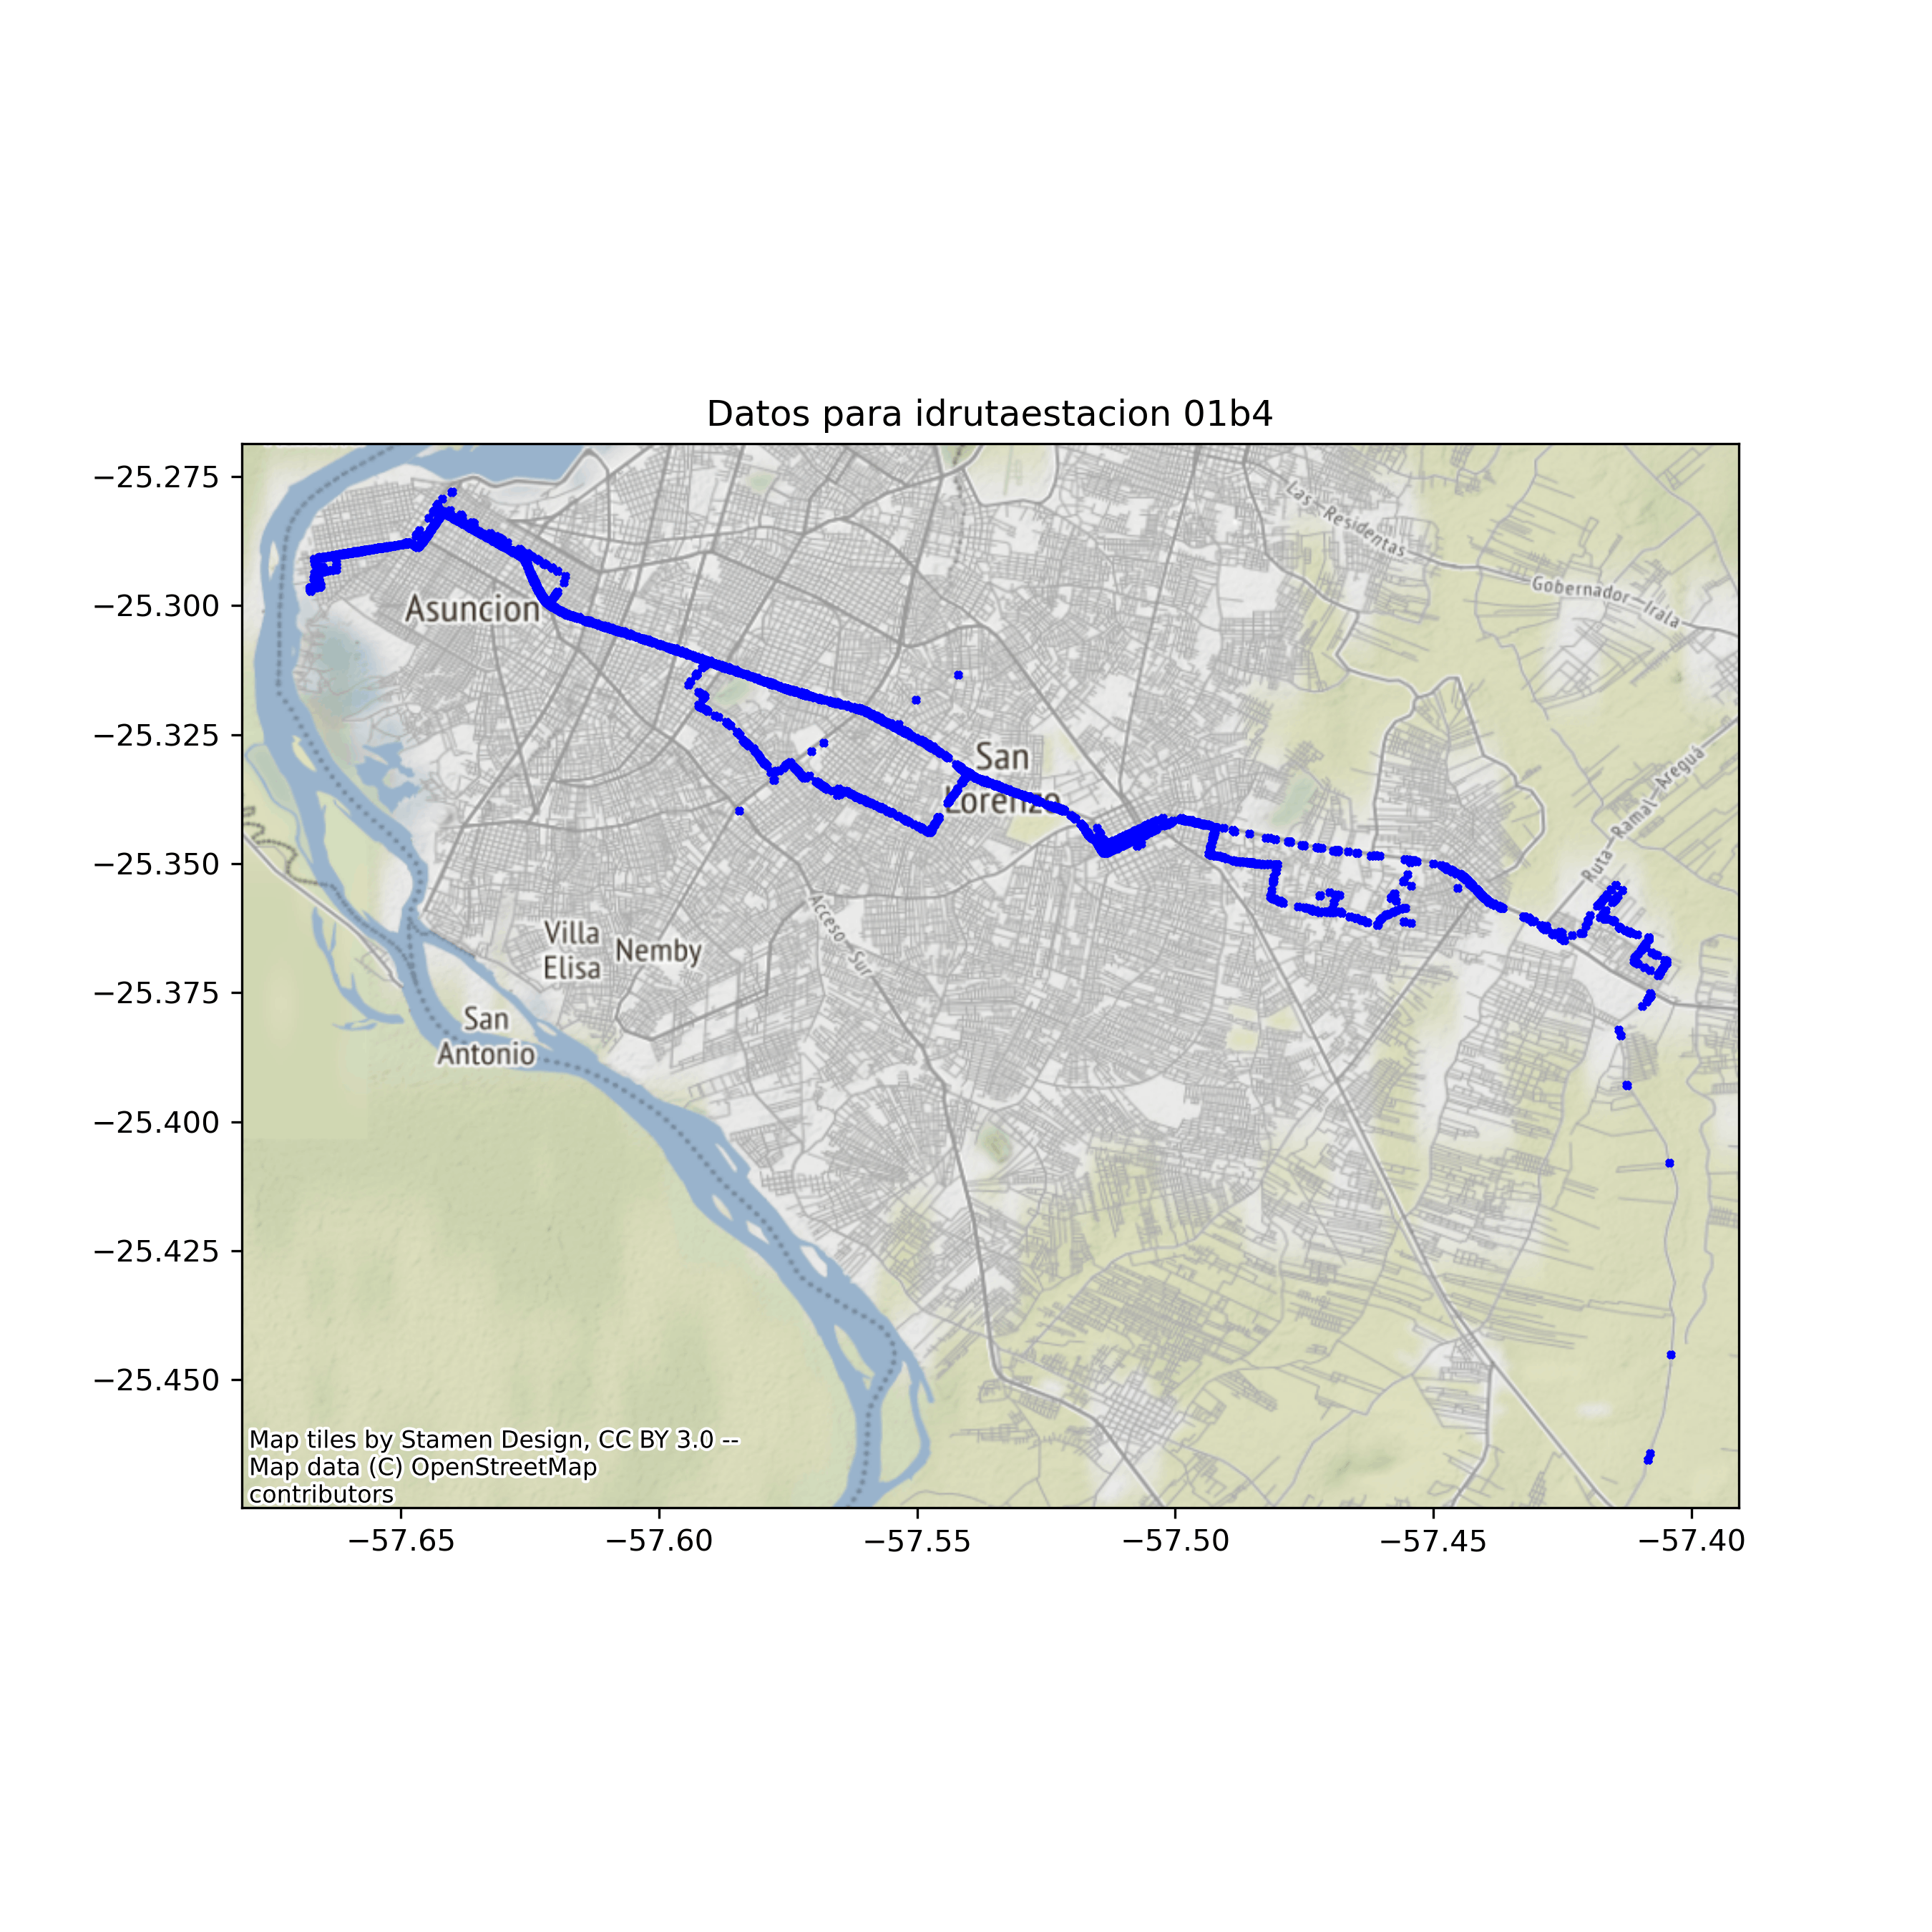 Datos para idrutaestacion 01b4
−25.275
−25.300
−25.325
−25.350
−25.375
−25.400
−25.425
−25.450
Las Residentas
Gobernador Irala
Asuncion
San
Lorenzo
Ruta Ramal Areguá
Acceso Sur
Villa
Elisa
Nemby
San
Antonio
Map tiles by Stamen Design, CC BY 3.0 --
Map data (C) OpenStreetMap
contributors
−57.65
−57.60
−57.55
−57.50
−57.45
−57.40